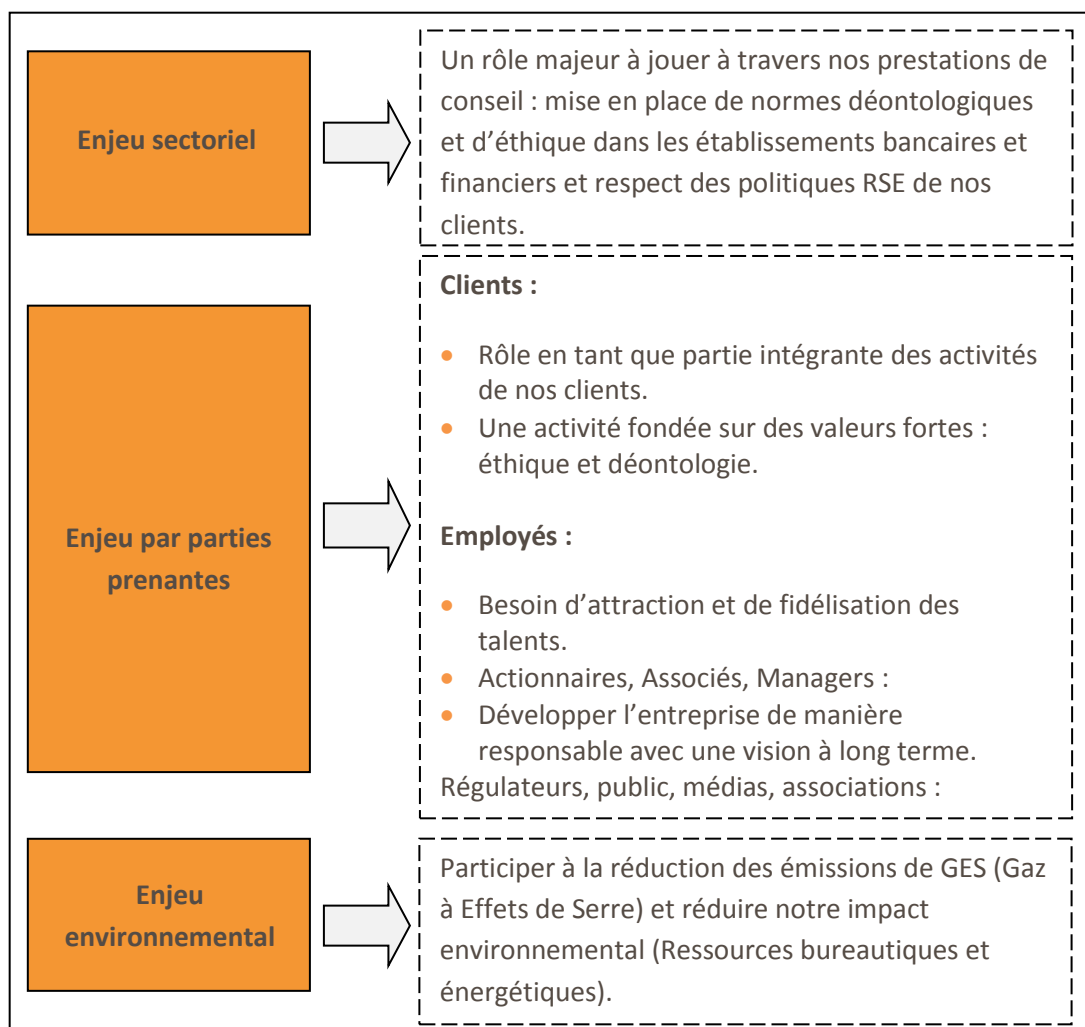 Enjeu sectoriel
Un rôle majeur à jouer à travers nos prestations de
conseil : mise en place de normes déontologiques
et d’éthique dans les établissements bancaires et
financiers et respect des politiques RSE de nos
clients.
Enjeu par parties
prenantes
Clients :
• Rôle en tant que partie intégrante des activités
de nos clients.
• Une activité fondée sur des valeurs fortes :
éthique et déontologie.
Employés :
• Besoin d’attraction et de fidélisation des
talents.
• Actionnaires, Associés, Managers :
• Développer l’entreprise de manière
responsable avec une vision à long terme.
Régulateurs, public, médias, associations :
Enjeu
environnemental
Participer à la réduction des émissions de GES (Gaz
à Effets de Serre) et réduire notre impact
environnemental (Ressources bureautiques et
énergétiques).